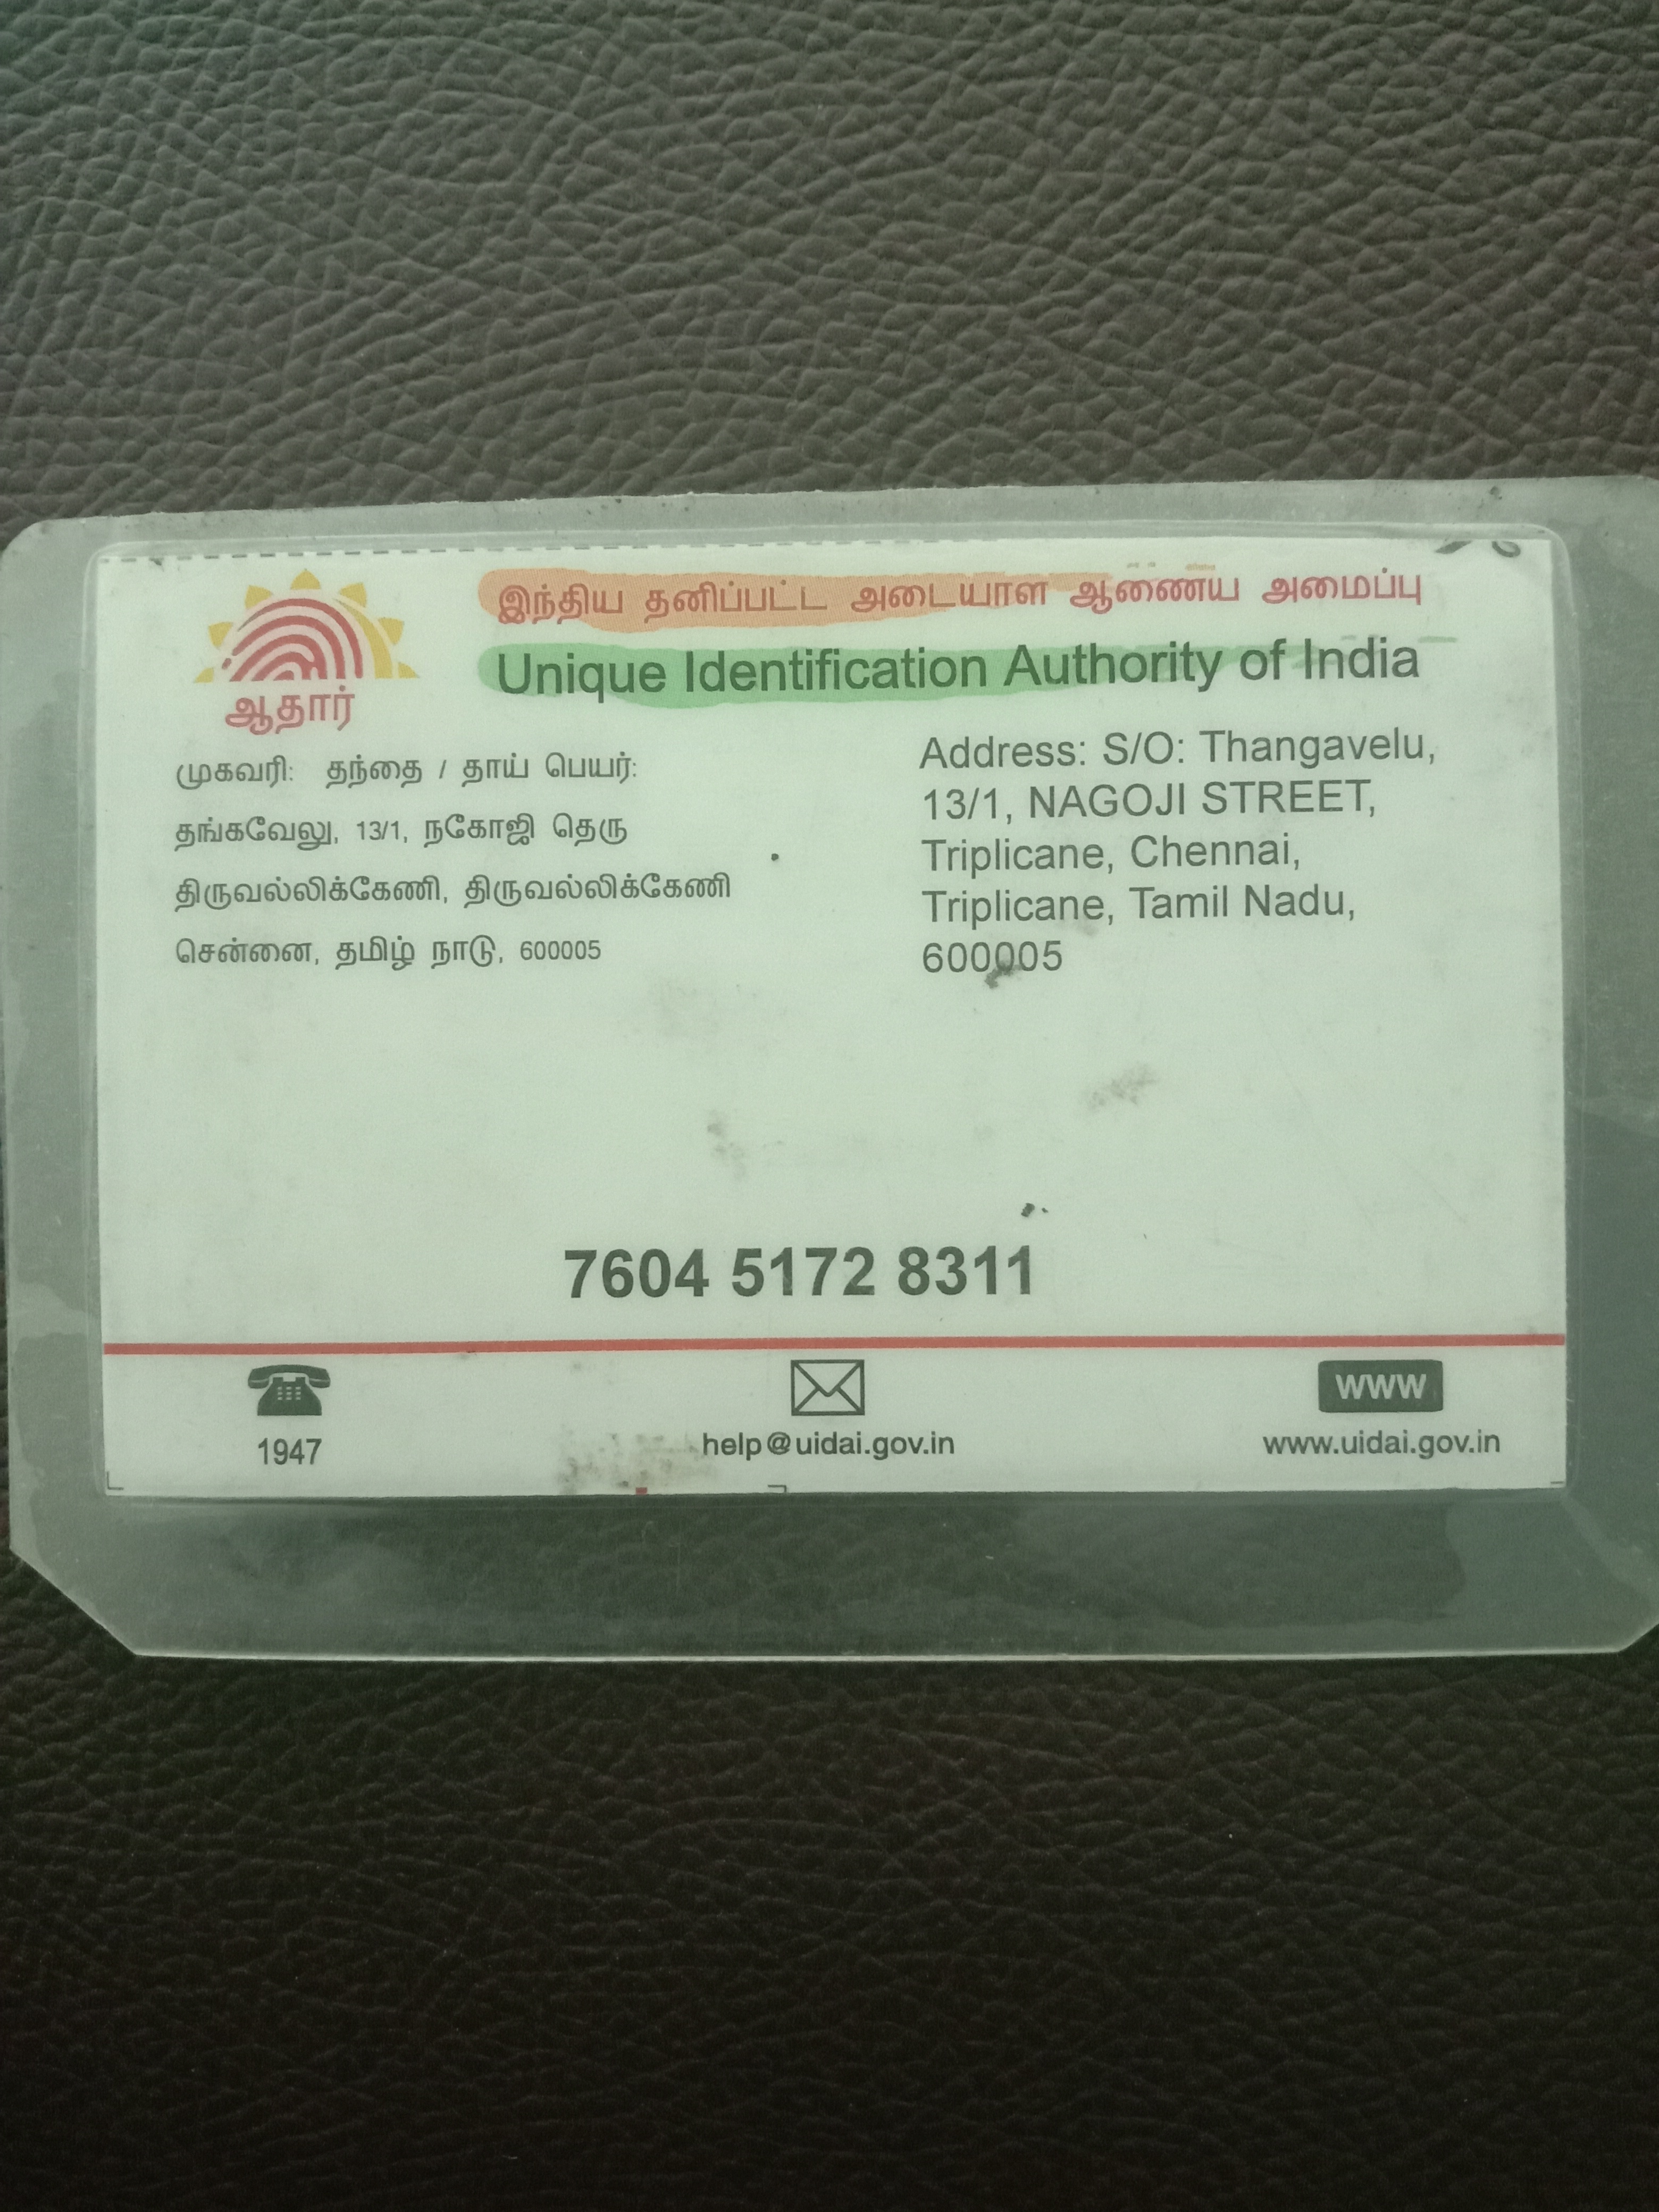 இந்திய தனிப்பட்ட அடையாள ஆணைய அமைப்பு
Unique Identification Authority of India
ஆதார்
முகவரி: தந்தை / தாய் பெயர்:
தங்கவேலு, 13/1, நகோஜி தெரு
திருவல்லிக்கேணி, திருவல்லிக்கேணி
சென்னை, தமிழ் நாடு, 600005
Address: S/O: Thangavelu,
13/1, NAGOJI STREET,
Triplicane, Chennai,
Triplicane, Tamil Nadu,
600005
7604 5172 8311
WWW
1947
help@uidai.gov.in
www.uidai.gov.in